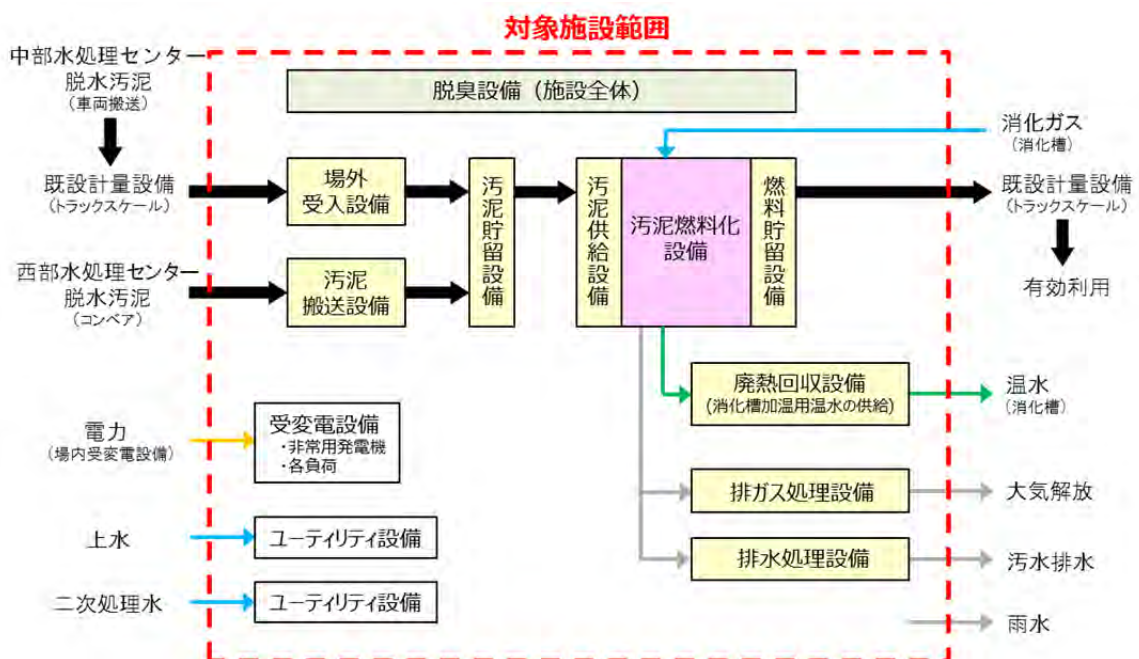 対象施設範囲
中部水処理センター
脱水汚泥
(車両搬送)
既設計量設備
(トラックスケール)
西部水処理センター
脱水汚泥
(コンベア)
電力
(場内受変電設備)
上水
二次処理水
脱臭設備(施設全体)
場外
受入設備
汚泥
搬送設備
汚泥貯留設備
汚泥供給設備
汚泥燃料化
設備
燃料貯留設備
受変電設備
・非常用発電機
・各負荷
ユーティリティ設備
ユーティリティ設備
廃熱回収設備
(消化槽加温用温水の供給)
排ガス処理設備
排水処理設備
消化ガス
(消化槽)
既設計量設備
(トラックスケール)
有効利用
温水
(消化槽)
大気解放
汚水排水
雨水